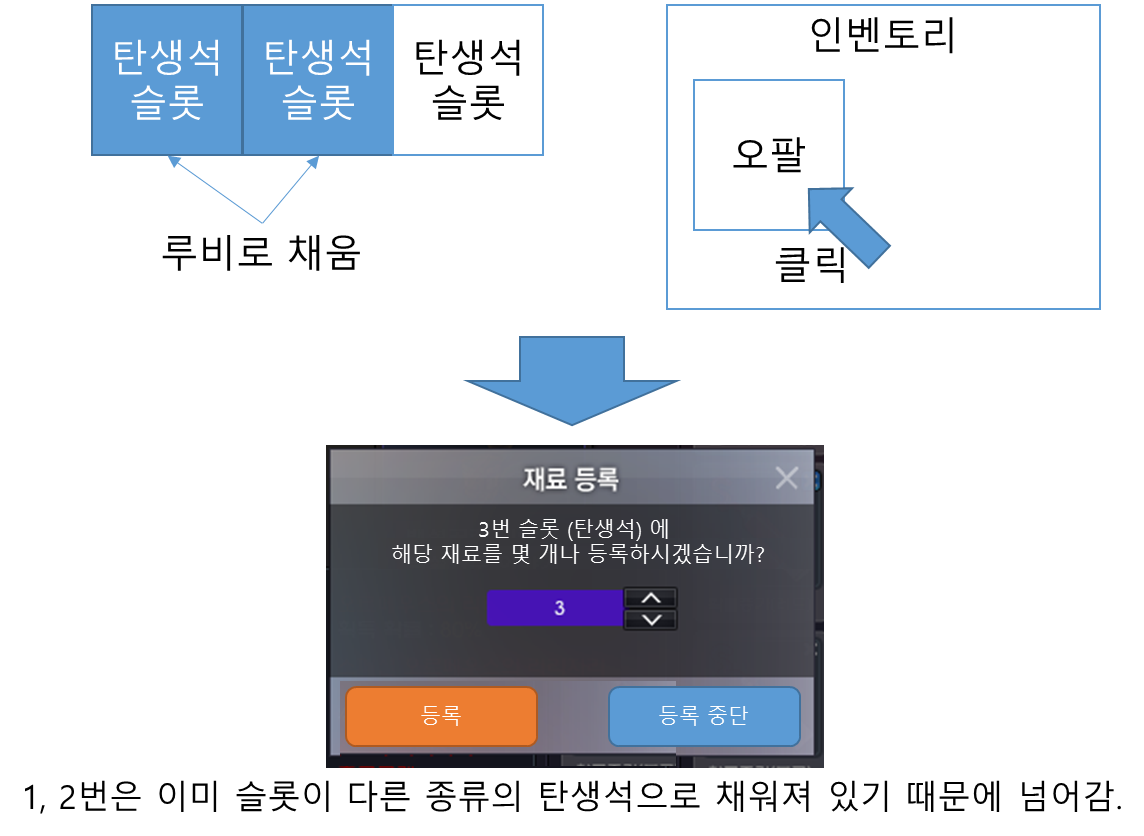 탄생석
슬롯
탄생석
슬롯
탄생석
슬롯
루비로 채움
인벤토리
오팔
클릭
재료 등록
3번 슬롯 (탄생석) 에
해당 재료를 몇 개나 등록하시겠습니까?
3
등록
등록 중단
1, 2번은 이미 슬롯이 다른 종류의 탄생석으로 채워져 있기 때문에 넘어감.